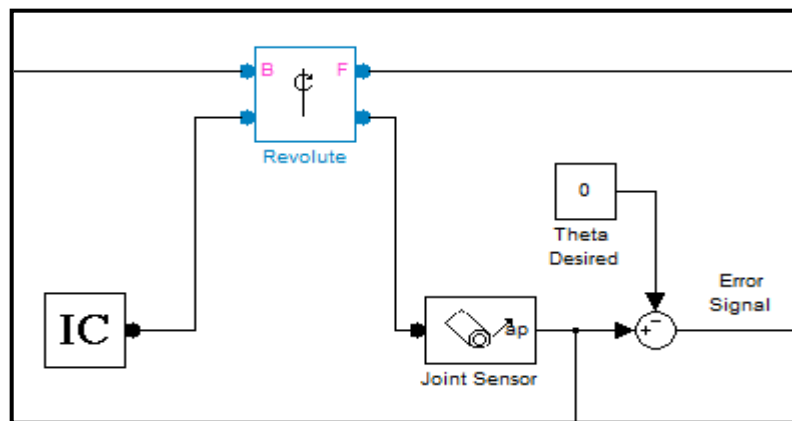 B F
Revolute
0
Theta
Desired
Error
Signal
IC
ap
Joint Sensor